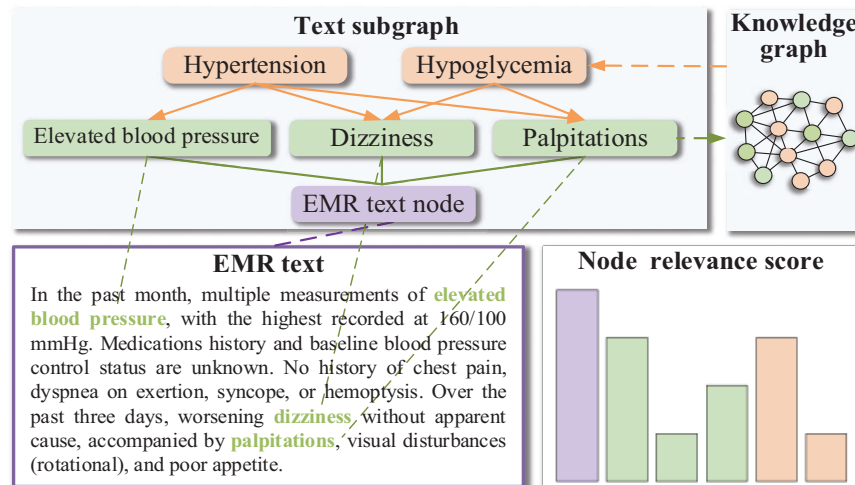 Text subgraph
Knowledge
graph
Hypertension
Hypoglycemia
Elevated blood pressure
Dizziness
Palpitations
EMR text node
EMR text
In the past month, multiple measurements of elevated
blood pressure, with the highest recorded at 160/100
mmHg. Medications history and baseline blood pressure
control status are unknown. No history of chest pain,
dyspnea on exertion, syncope, or hemoptysis. Over the
past three days, worsening dizziness without apparent
cause, accompanied by palpitations, visual disturbances
(rotational), and poor appetite.
Node relevance score